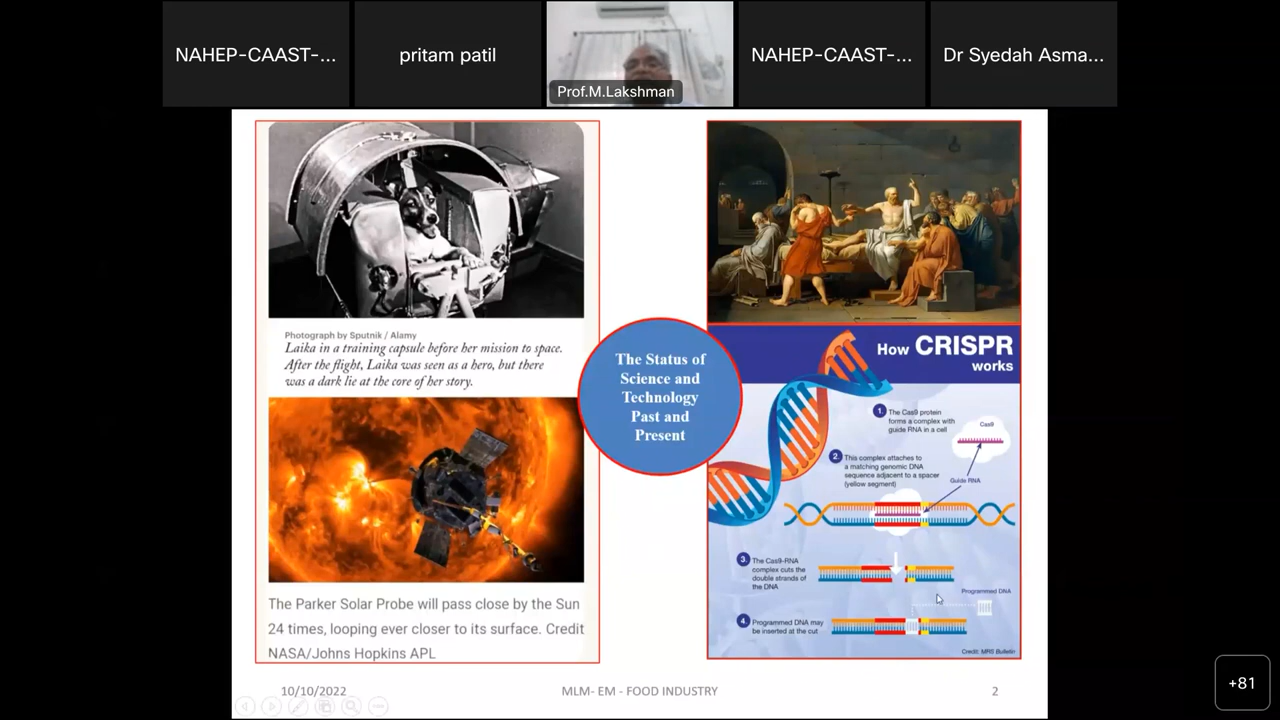 NAHEP-CAAST-...
pritam patil
Prof.M.Lakshman
NAHEP-CAAST-...
Dr Syedah Asma...
Photograph by Sputnik / Alamy
Laika in a training capsule before her mission to space.
After the flight, Laika was seen as a hero, but there
was a dark lie at the core of her story.
The Parker Solar Probe will pass close by the Sun
24 times, looping ever closer to its surface. Credit
NASA/Johns Hopkins APL
The Status of
Science and
Technology
Past and
Present
How CRISPR
works
1 The Cas9 protein
forms a complex with
guide RNA in a cell
Cas9
2 This complex attaches to
a matching genomic DNA
sequence adjacent to a spacer
(yellow segment)
Guide RNA
3 The Cas9-RNA
complex cuts the
double strands of
the DNA
Programmed DNA
4 Programmed DNA may
be inserted at the cut
Credit: MRS Bulletin
10/10/2022
MLM- EM - FOOD INDUSTRY
2
+81